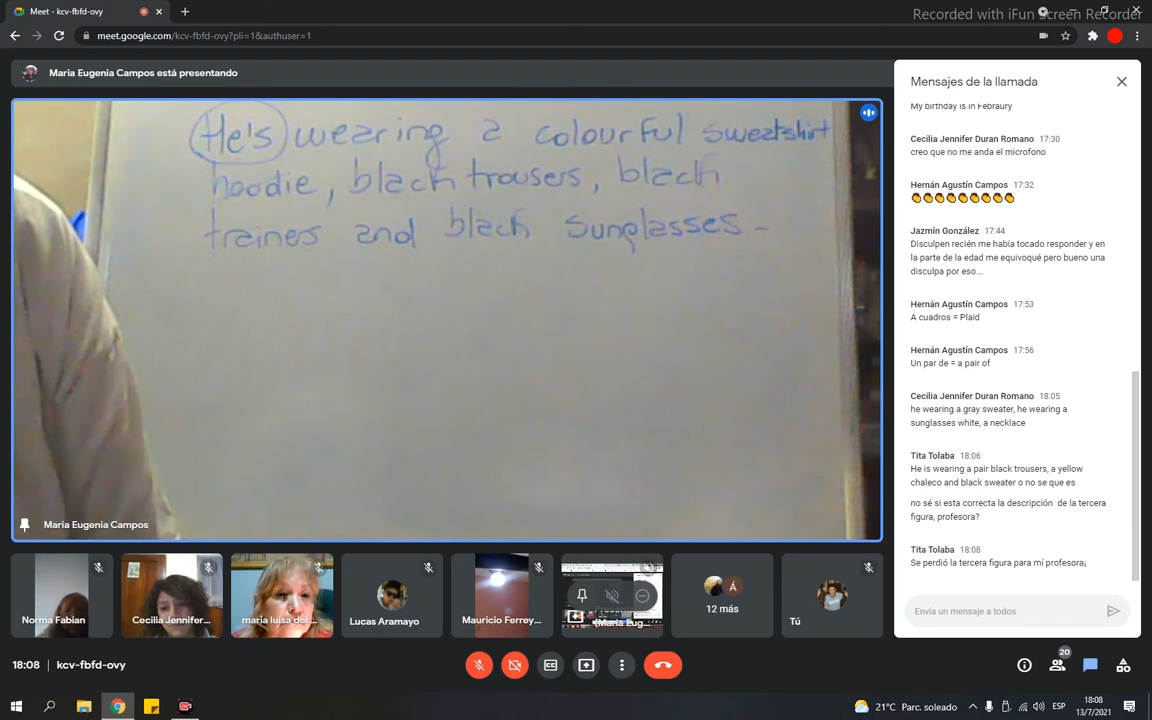 Meet - kcv-fbfd-ovy
Recorded with iFun Screen Recorder
meet.google.com/kcv-fbfd-ovy?pli=1&authuser=1
Maria Eugenia Campos está presentando
He's wearing a colourful sweatshirt
hoodie, black trousers, black
trainers and black sunglasses -
Maria Eugenia Campos
Mensajes de la llamada
My birthday is in Febraury
Cecilia Jennifer Duran Romano 17:30
creo que no me anda el microfono
Hernán Agustín Campos 17:32
👏👏👏👏👏👏👏👏👏
Jazmín González 17:44
Disculpen recién me había tocado responder y en
la parte de la edad me equivoqué pero bueno una
disculpa por eso...
Hernán Agustín Campos 17:53
A cuadros = Plaid
Hernán Agustín Campos 17:56
Un par de = a pair of
Cecilia Jennifer Duran Romano 18:05
he wearing a gray sweater, he wearing a
sunglasses white, a necklace
Tita Tolaba 18:06
He is wearing a pair black trousers, a yellow
chaleco and black sweater o no se que es
no sé si esta correcta la descripción de la tercera
figura, profesora?
Tita Tolaba 18:08
Se perdió la tercera figura para mí profesora¡
Envía un mensaje a todos
Norma Fabian
Cecilia Jennifer...
maria luisa del ...
Lucas Aramayo
Mauricio Ferrey...
(Maria Eug...
Á
12 más
Tú
18:08 | kcv-fbfd-ovy
20
21°C Parc. soleado
ESP
18:08
13/7/2021